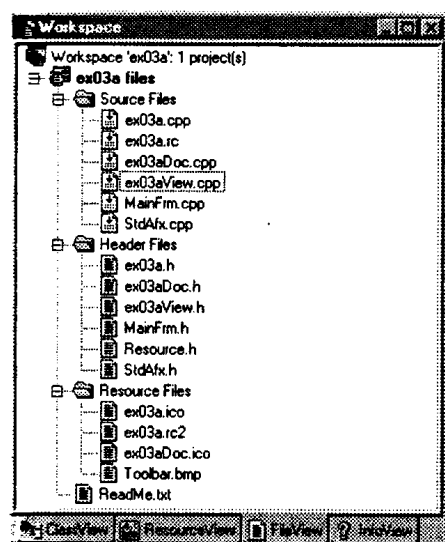 Workspace
Workspace 'ex03a': 1 project(s)
ex03a files
Source Files
ex03a.cpp
ex03a.rc
ex03aDoc.cpp
ex03aView.cpp
MainFrm.cpp
StdAfx.cpp
Header Files
ex03a.h
ex03aDoc.h
ex03aView.h
MainFrm.h
Resource.h
StdAfx.h
Resource Files
ex03a.ico
ex03a.rc2
ex03aDoc.ico
Toolbar.bmp
ReadMe.txt
ClassView ResourceView FileView InfoView